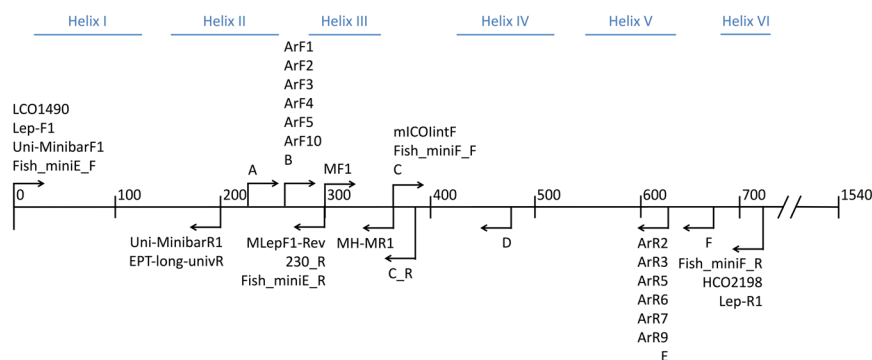 Helix I Helix II Helix III Helix IV Helix V Helix VI
ArF1
ArF2
ArF3
ArF4
ArF5
ArF10
B
LCO1490
Lep-F1
Uni-MinibarF1
Fish_miniE_F
A
MF1
mICOIintF
Fish_miniF_F
C
0 100 200 300 400 500 600 700 1540
Uni-MinibarR1
EPT-long-univR
MLepF1-Rev
230_R
Fish_miniE_R
MH-MR1
C_R
D
ArR2
ArR3
ArR5
ArR6
ArR7
ArR9
E
F
Fish_miniF_R
HCO2198
Lep-R1